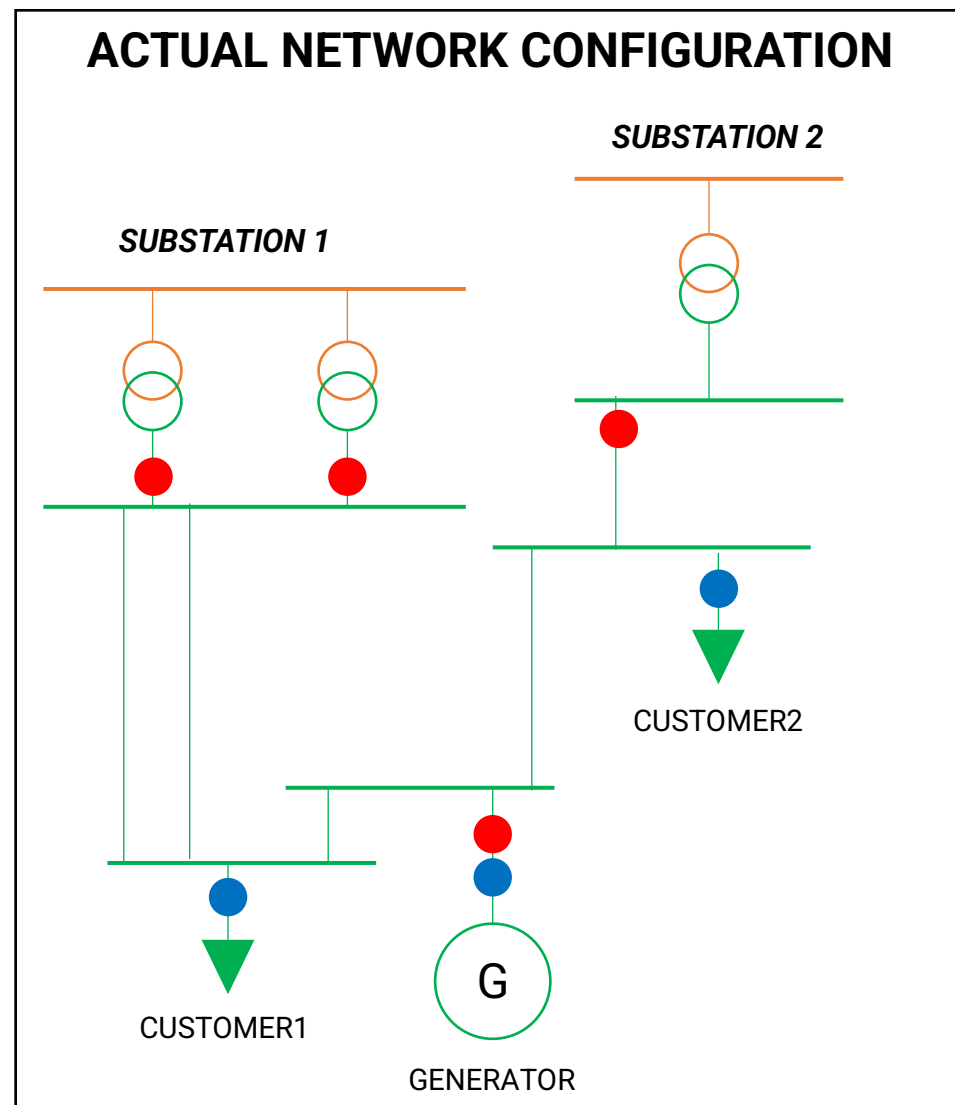 ACTUAL NETWORK CONFIGURATION
SUBSTATION 2
SUBSTATION 1
CUSTOMER2
G
CUSTOMER1
GENERATOR